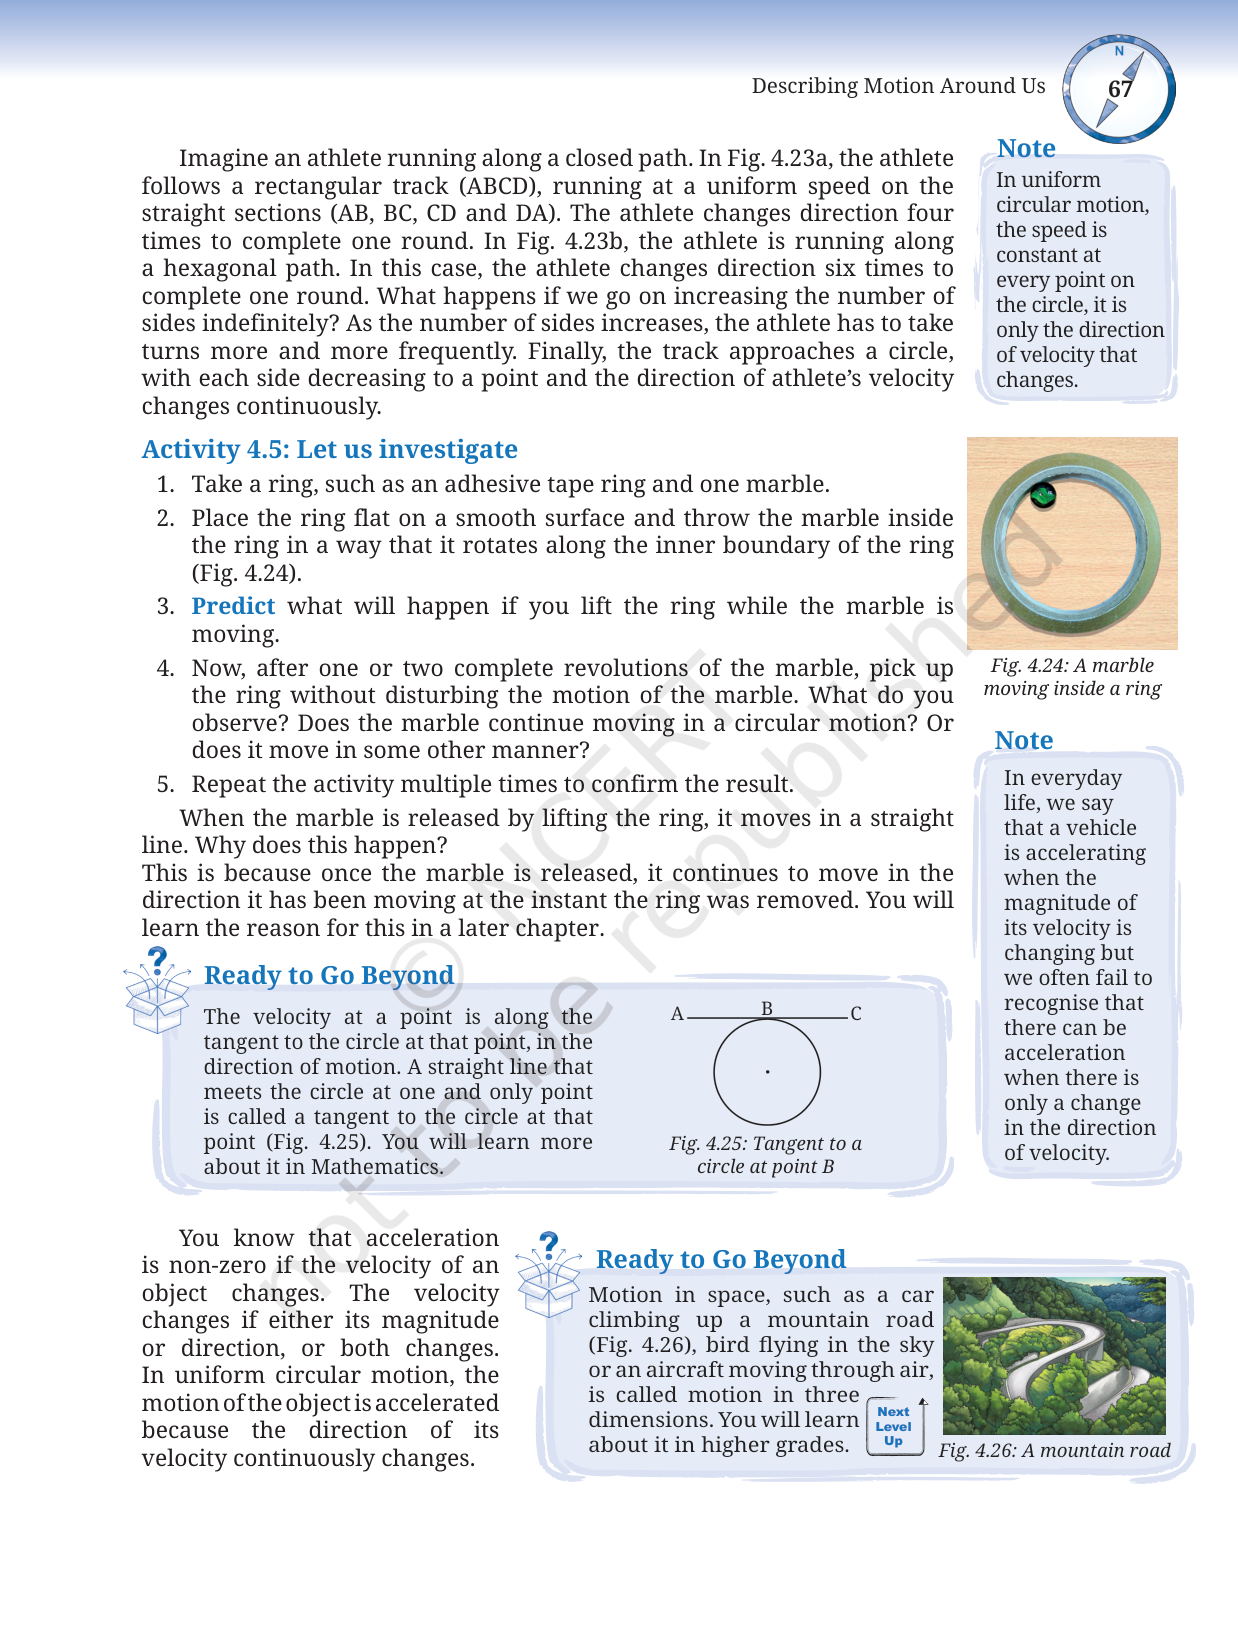 Describing Motion Around Us
N
67
Imagine an athlete running along a closed path. In Fig. 4.23a, the athlete
follows a rectangular track (ABCD), running at a uniform speed on the
straight sections (AB, BC, CD and DA). The athlete changes direction four
times to complete one round. In Fig. 4.23b, the athlete is running along
a hexagonal path. In this case, the athlete changes direction six times to
complete one round. What happens if we go on increasing the number of
sides indefinitely? As the number of sides increases, the athlete has to take
turns more and more frequently. Finally, the track approaches a circle,
with each side decreasing to a point and the direction of athlete’s velocity
changes continuously.
Note
In uniform
circular motion,
the speed is
constant at
every point on
the circle, it is
only the direction
of velocity that
changes.
Activity 4.5: Let us investigate
1. Take a ring, such as an adhesive tape ring and one marble.
2. Place the ring flat on a smooth surface and throw the marble inside
the ring in a way that it rotates along the inner boundary of the ring
(Fig. 4.24).
3. Predict what will happen if you lift the ring while the marble is
moving.
4. Now, after one or two complete revolutions of the marble, pick up
the ring without disturbing the motion of the marble. What do you
observe? Does the marble continue moving in a circular motion? Or
does it move in some other manner?
5. Repeat the activity multiple times to confirm the result.
When the marble is released by lifting the ring, it moves in a straight
line. Why does this happen?
This is because once the marble is released, it continues to move in the
direction it has been moving at the instant the ring was removed. You will
learn the reason for this in a later chapter.
Fig. 4.24: A marble
moving inside a ring
Note
In everyday
life, we say
that a vehicle
is accelerating
when the
magnitude of
its velocity is
changing but
we often fail to
recognise that
there can be
acceleration
when there is
only a change
in the direction
of velocity.
?
Ready to Go Beyond
The velocity at a point is along the
tangent to the circle at that point, in the
direction of motion. A straight line that
meets the circle at one and only point
is called a tangent to the circle at that
point (Fig. 4.25). You will learn more
about it in Mathematics.
A B C
Fig. 4.25: Tangent to a
circle at point B
You know that acceleration
is non-zero if the velocity of an
object changes. The velocity
changes if either its magnitude
or direction, or both changes.
In uniform circular motion, the
motion of the object is accelerated
because the direction of its
velocity continuously changes.
?
Ready to Go Beyond
Motion in space, such as a car
climbing up a mountain road
(Fig. 4.26), bird flying in the sky
or an aircraft moving through air,
is called motion in three
dimensions. You will learn
about it in higher grades.
Next
Level
Up
Fig. 4.26: A mountain road
© NCERT
not to be republished